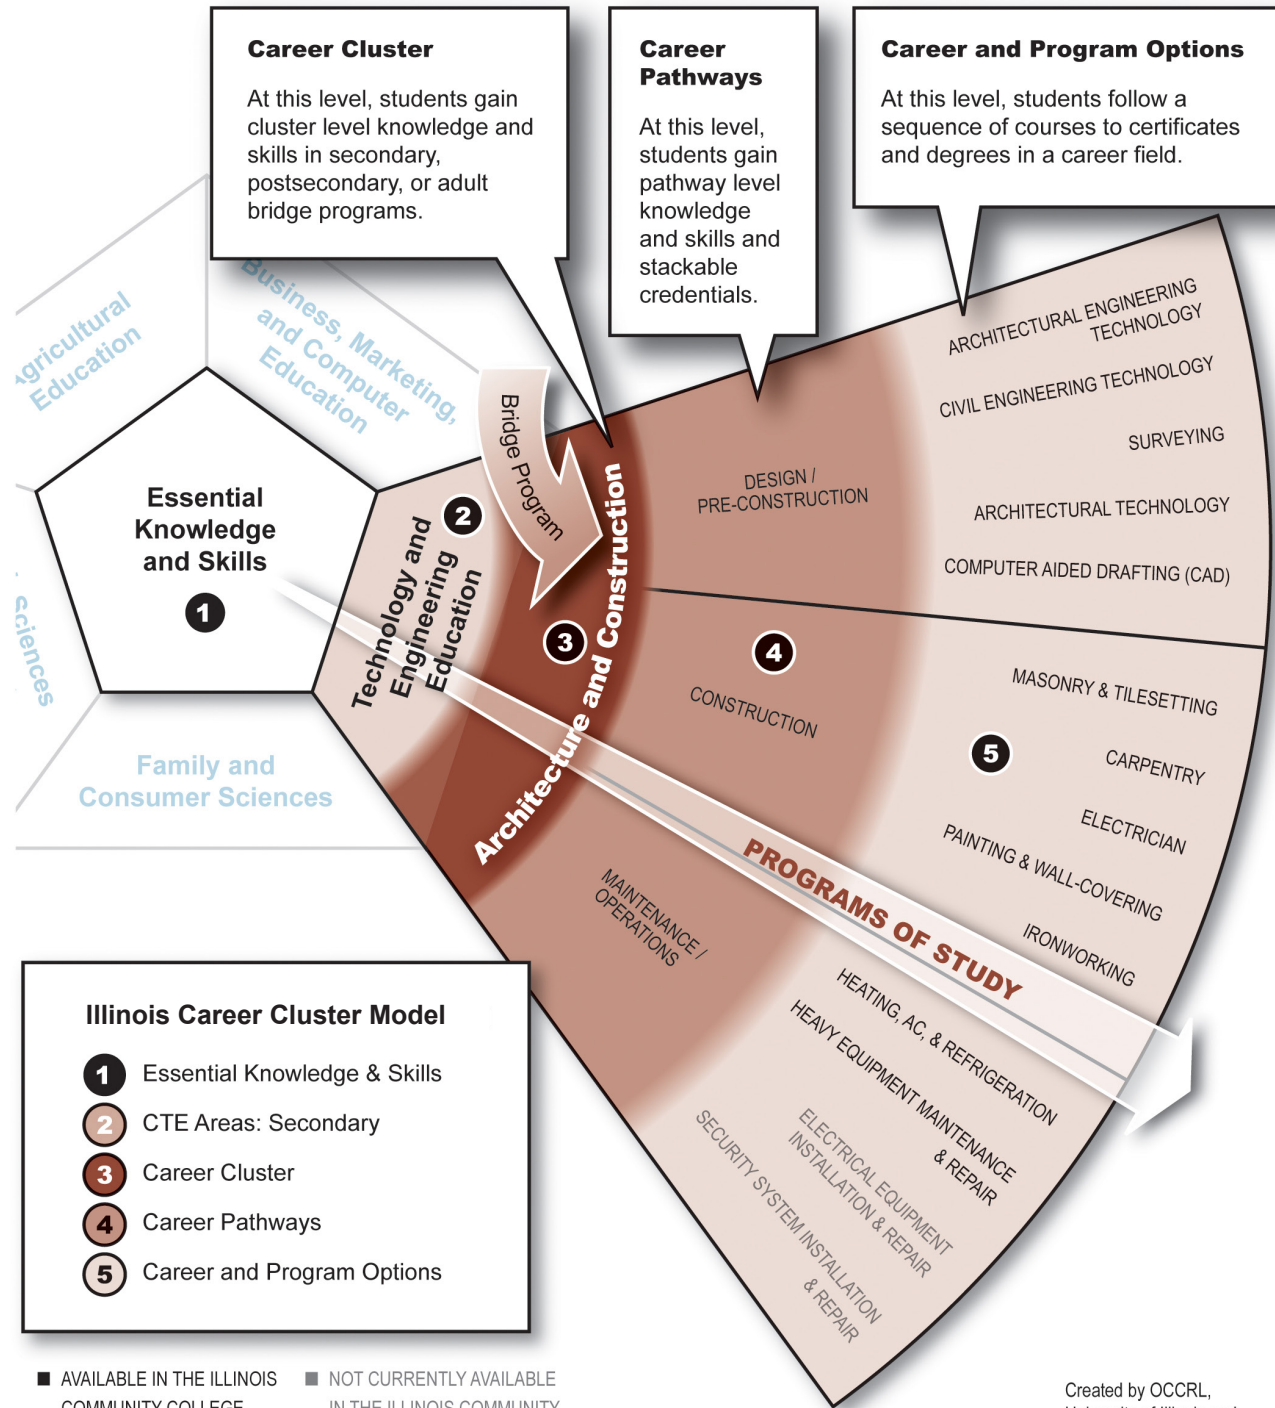 Career Cluster
At this level, students gain
cluster level knowledge and
skills in secondary,
postsecondary, or adult
bridge programs.
Career
Pathways
At this level,
students gain
pathway level
knowledge
and skills and
stackable
credentials.
Career and Program Options
At this level, students follow a
sequence of courses to certificates
and degrees in a career field.
Agricultural
Education
Business, Marketing,
and Computer
Education
Sciences
Family and
Consumer Sciences
Essential
Knowledge
and Skills
1
2
Technology and
Engineering
Education
Bridge Program
3
Architecture and Construction
DESIGN /
PRE-CONSTRUCTION
4
CONSTRUCTION
MAINTENANCE /
OPERATIONS
ARCHITECTURAL ENGINEERING
TECHNOLOGY
CIVIL ENGINEERING TECHNOLOGY
SURVEYING
ARCHITECTURAL TECHNOLOGY
COMPUTER AIDED DRAFTING (CAD)
5
MASONRY & TILESETTING
CARPENTRY
ELECTRICIAN
PAINTING & WALL-COVERING
IRONWORKING
PROGRAMS OF STUDY
HEATING, AC, & REFRIGERATION
HEAVY EQUIPMENT MAINTENANCE
& REPAIR
ELECTRICAL EQUIPMENT
INSTALLATION & REPAIR
SECURITY SYSTEM INSTALLATION
& REPAIR
Illinois Career Cluster Model
1 Essential Knowledge & Skills
2 CTE Areas: Secondary
3 Career Cluster
4 Career Pathways
5 Career and Program Options
AVAILABLE IN THE ILLINOIS
COMMUNITY COLLEGE
NOT CURRENTLY AVAILABLE
IN THE ILLINOIS COMMUNITY
Created by OCCRL,